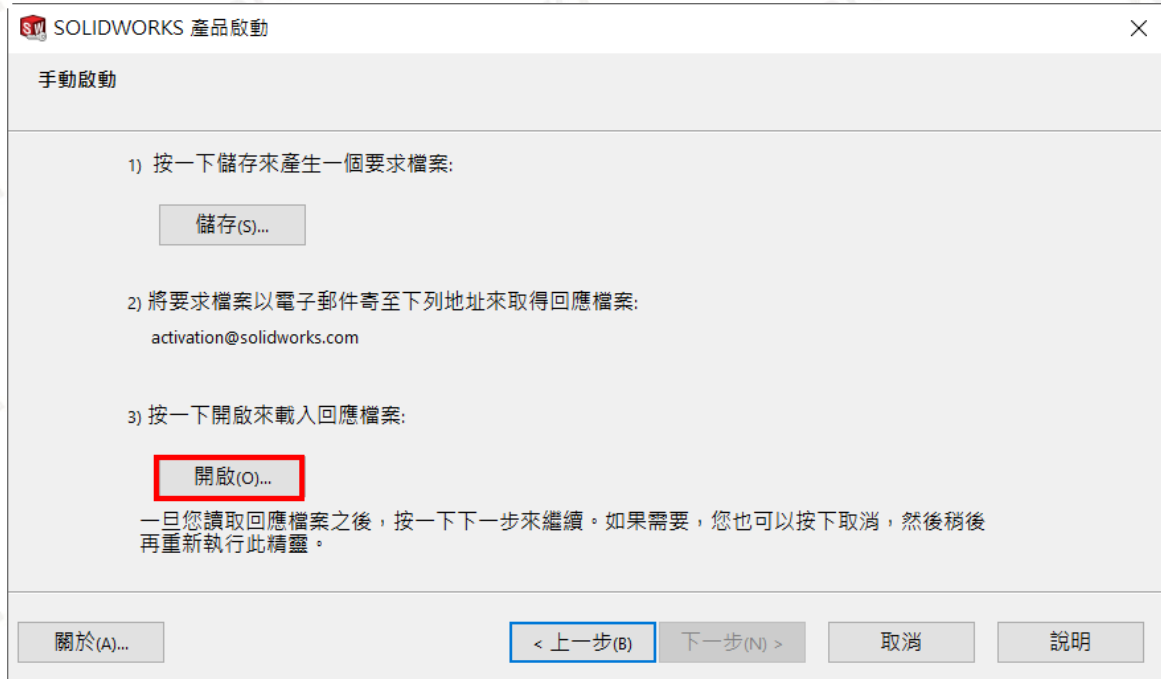 SW SOLIDWORKS 產品啟動
手動啟動
1) 按一下儲存來產生一個要求檔案:
儲存(S)...
2) 將要求檔案以電子郵件寄至下列地址來取得回應檔案:
activation@solidworks.com
3) 按一下開啟來載入回應檔案:
開啟(O)...
一旦您讀取回應檔案之後，按一下下一步來繼續。如果需要，您也可以按下取消，然後稍後
再重新執行此精靈。
關於(A)...
< 上一步(B)
下一步(N) >
取消
說明